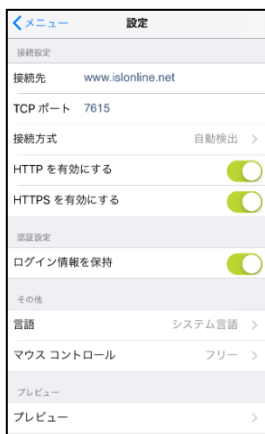 メニュー 設定
接続設定
接続先 www.islonline.net
TCP ポート 7615
接続方式 自動検出
HTTP を有効にする
HTTPS を有効にする
認証設定
ログイン情報を保持
その他
言語 システム言語
マウス コントロール フリー
プレビュー
プレビュー